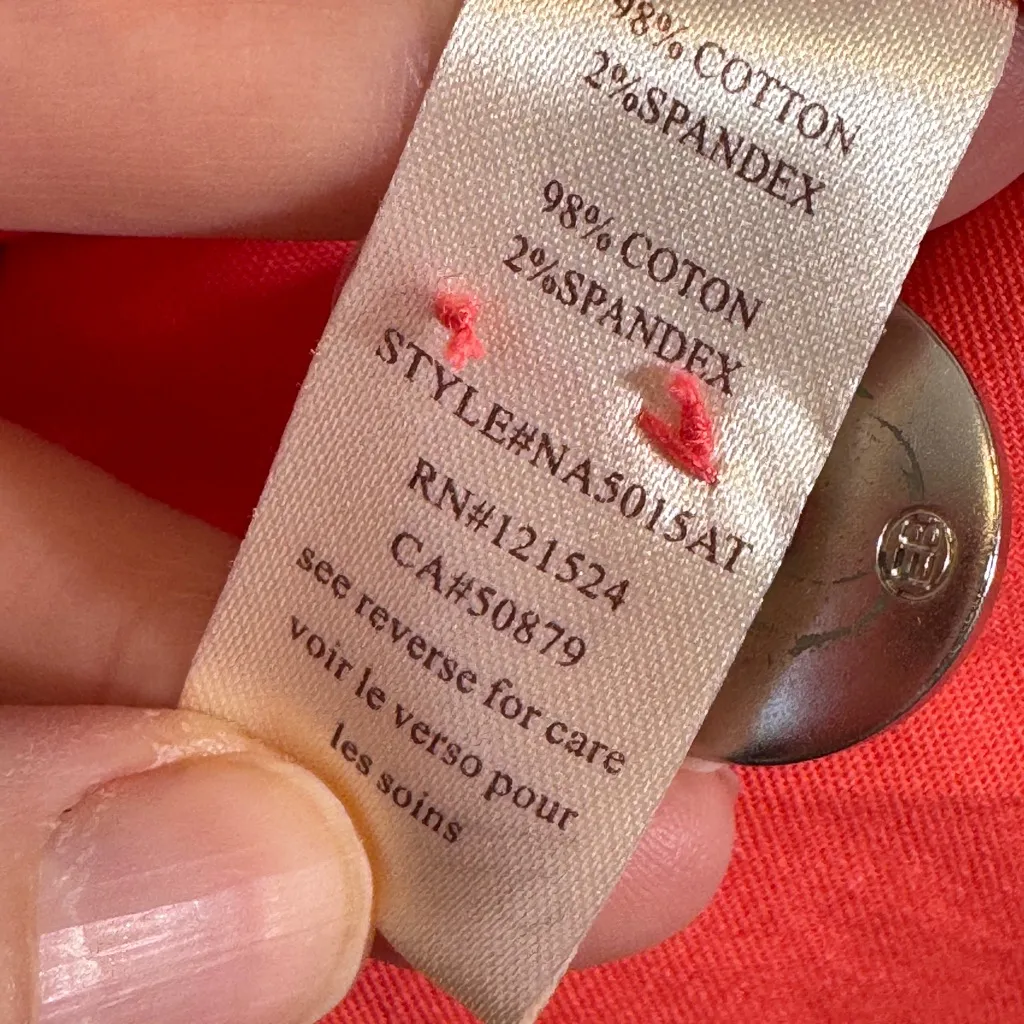 98% COTTON
2%SPANDEX
98% COTON
2%SPANDEX
STYLE#NA5015AT
RN#121524
CA#50879
see reverse for care
voir le verso pour
les soins